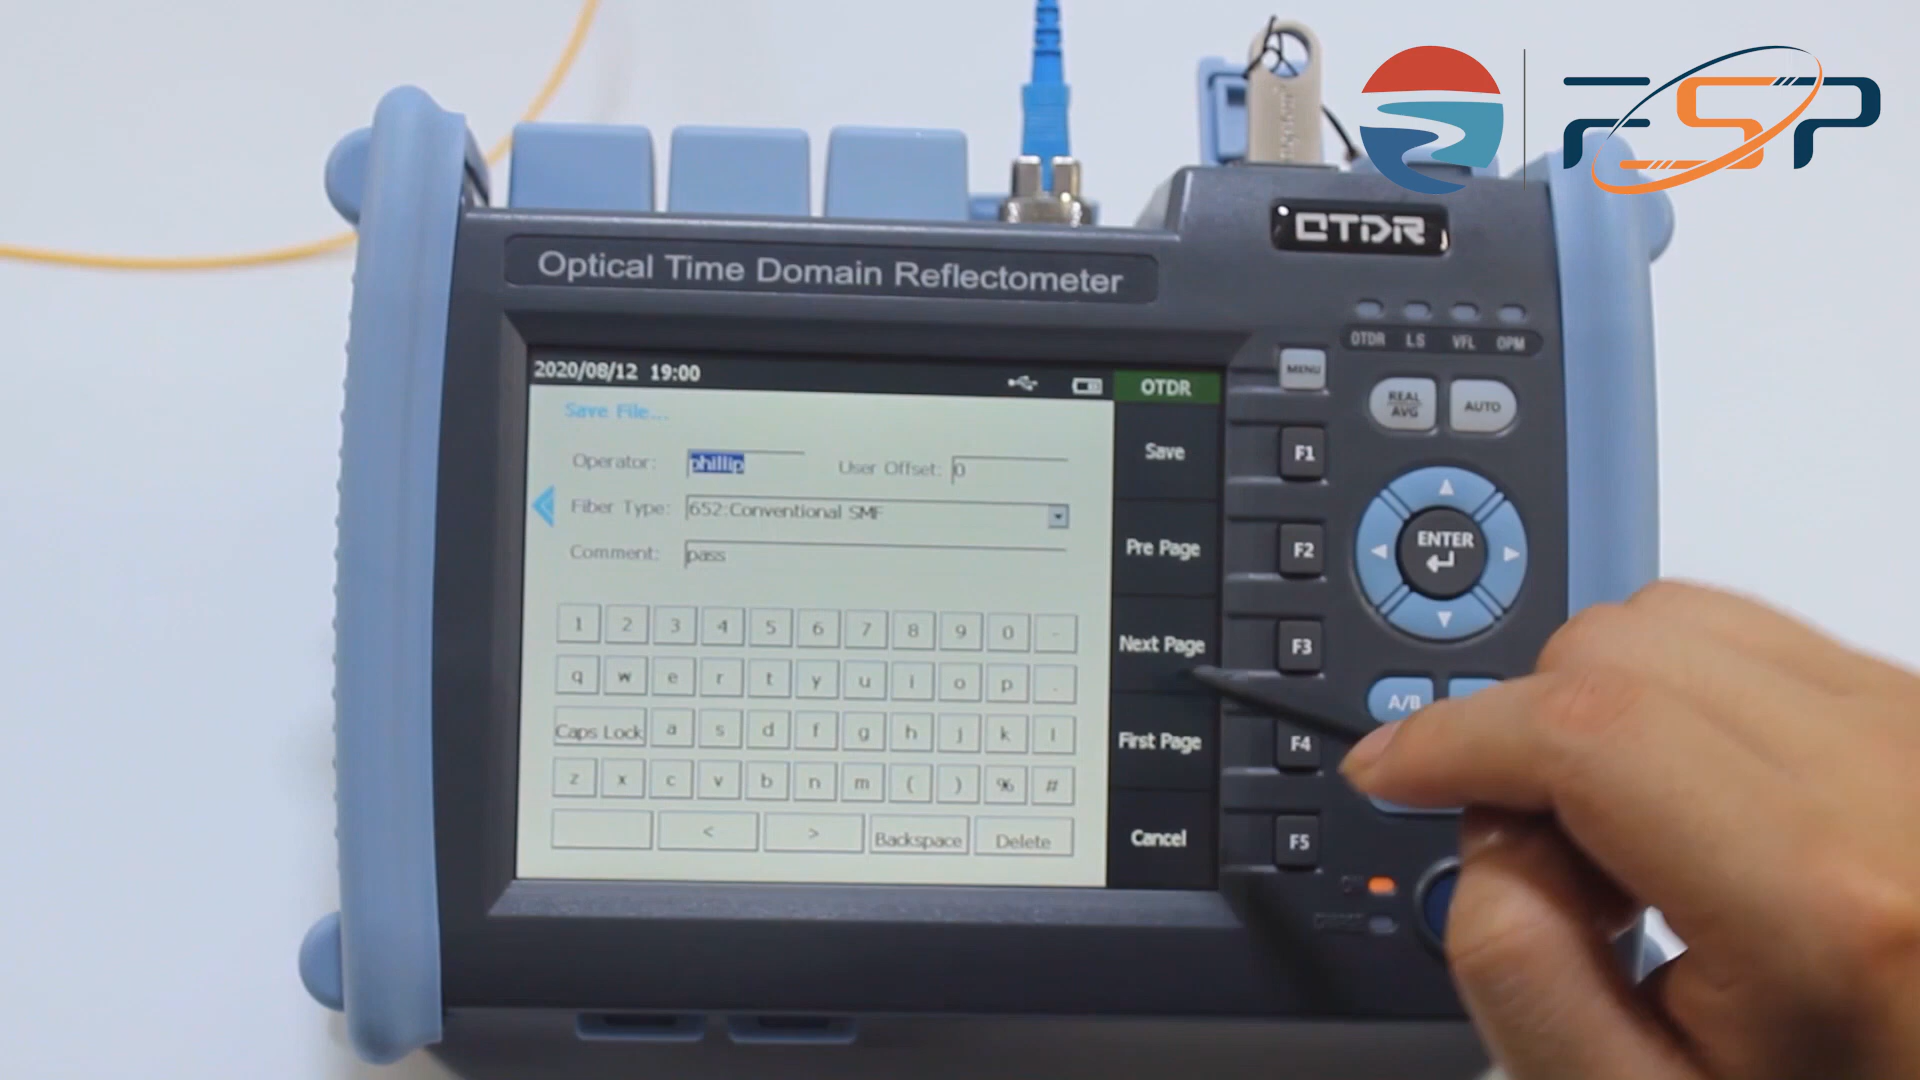 FSP
OTDR
Optical Time Domain Reflectometer
OTDR LS VFL OPM
2020/08/12 19:00
OTDR
MENU
REAL
AVG
AUTO
Save File...
Operator: phillip User Offset: 0
Fiber Type: 652:Conventional SMF
Comment: pass
1 2 3 4 5 6 7 8 9 0 -
q w e r t y u i o p .
Caps Lock a s d f g h j k l
z x c v b n m ( ) % #
< > Backspace Delete
Save F1
Pre Page F2
Next Page F3
First Page F4
Cancel F5
ENTER
A/B